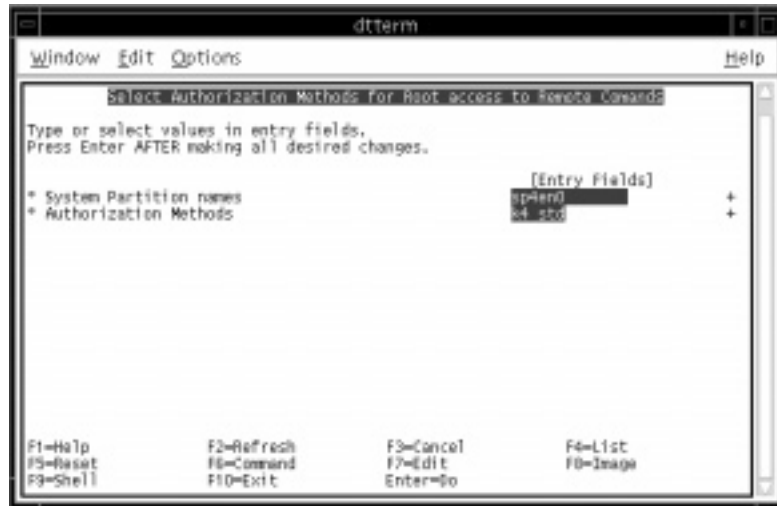 dtterm
Window Edit Options Help
Select Authorization Methods for Root access to Remote Comands
Type or select values in entry fields.
Press Enter AFTER making all desired changes.
[Entry Fields]
* System Partition names sp4en0 +
* Authorization Methods k4 std +
F1=Help F2=Refresh F3=Cancel F4=List
F5=Reset F6=Command F7=Edit F8=Image
F9=Shell F10=Exit Enter=Do